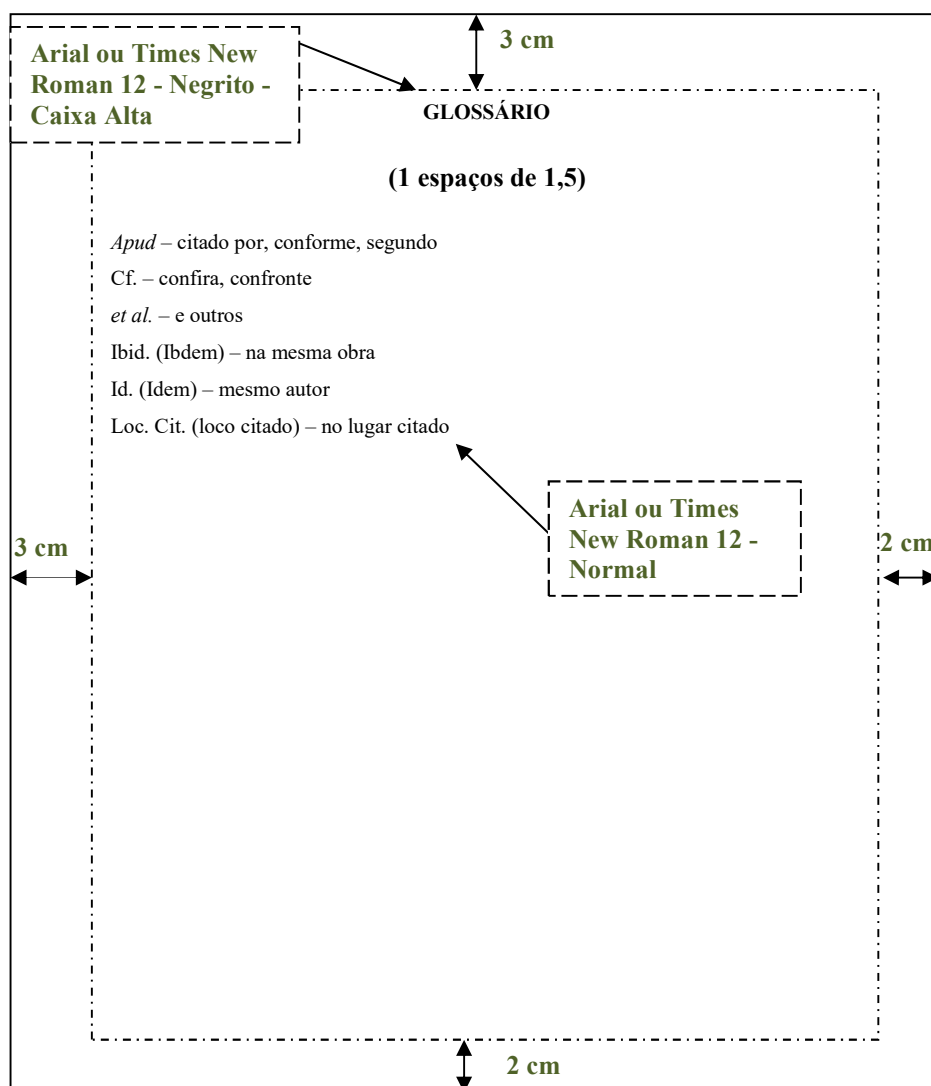 3 cm
Arial ou Times New
Roman 12 - Negrito -
Caixa Alta
GLOSSÁRIO
(1 espaços de 1,5)
Apud – citado por, conforme, segundo
Cf. – confira, confronte
et al. – e outros
Ibid. (Ibdem) – na mesma obra
Id. (Idem) – mesmo autor
Loc. Cit. (loco citado) – no lugar citado
Arial ou Times
New Roman 12 -
Normal
3 cm
2 cm
2 cm